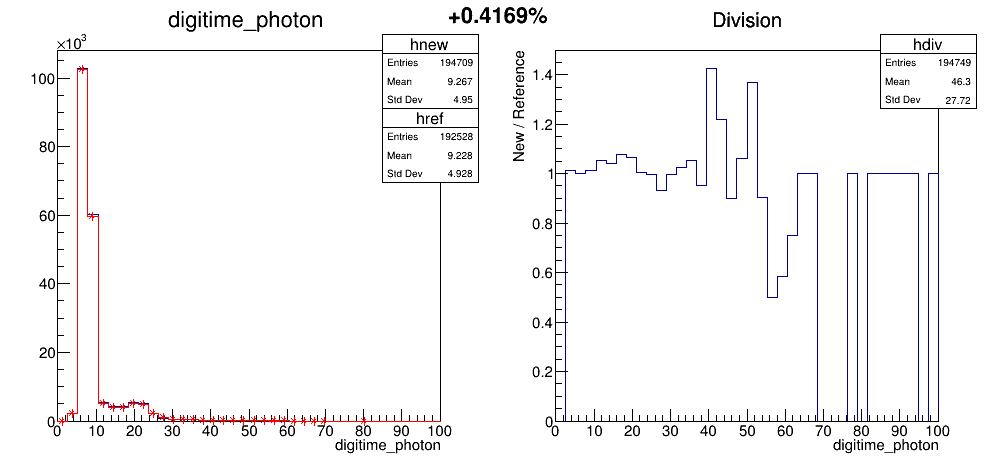 digitime_photon
+0.4169%
Division
×10³
hnew
Entries 194709
Mean 9.267
Std Dev 4.95
href
Entries 192528
Mean 9.228
Std Dev 4.928
100
80
60
40
20
0
0 10 20 30 40 50 60 70 80 90 100
digitime_photon
hdiv
Entries 194749
Mean 46.3
Std Dev 27.72
New / Reference
1.4
1.2
1
0.8
0.6
0.4
0.2
0
0 10 20 30 40 50 60 70 80 90 100
digitime_photon